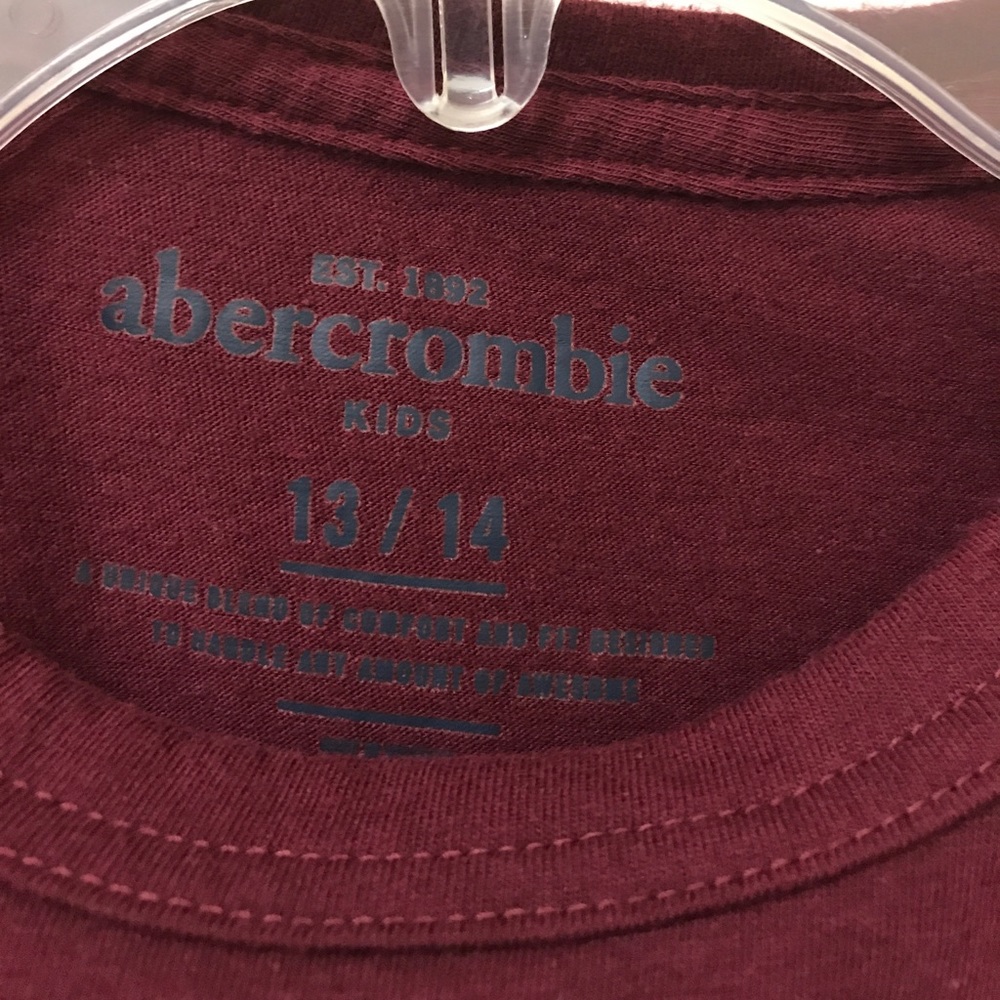 EST. 1892
abercrombie
KIDS
13 / 14
A UNIQUE BLEND OF COMFORT AND FIT DESIGNED
TO HANDLE ANY AMOUNT OF AWESOME